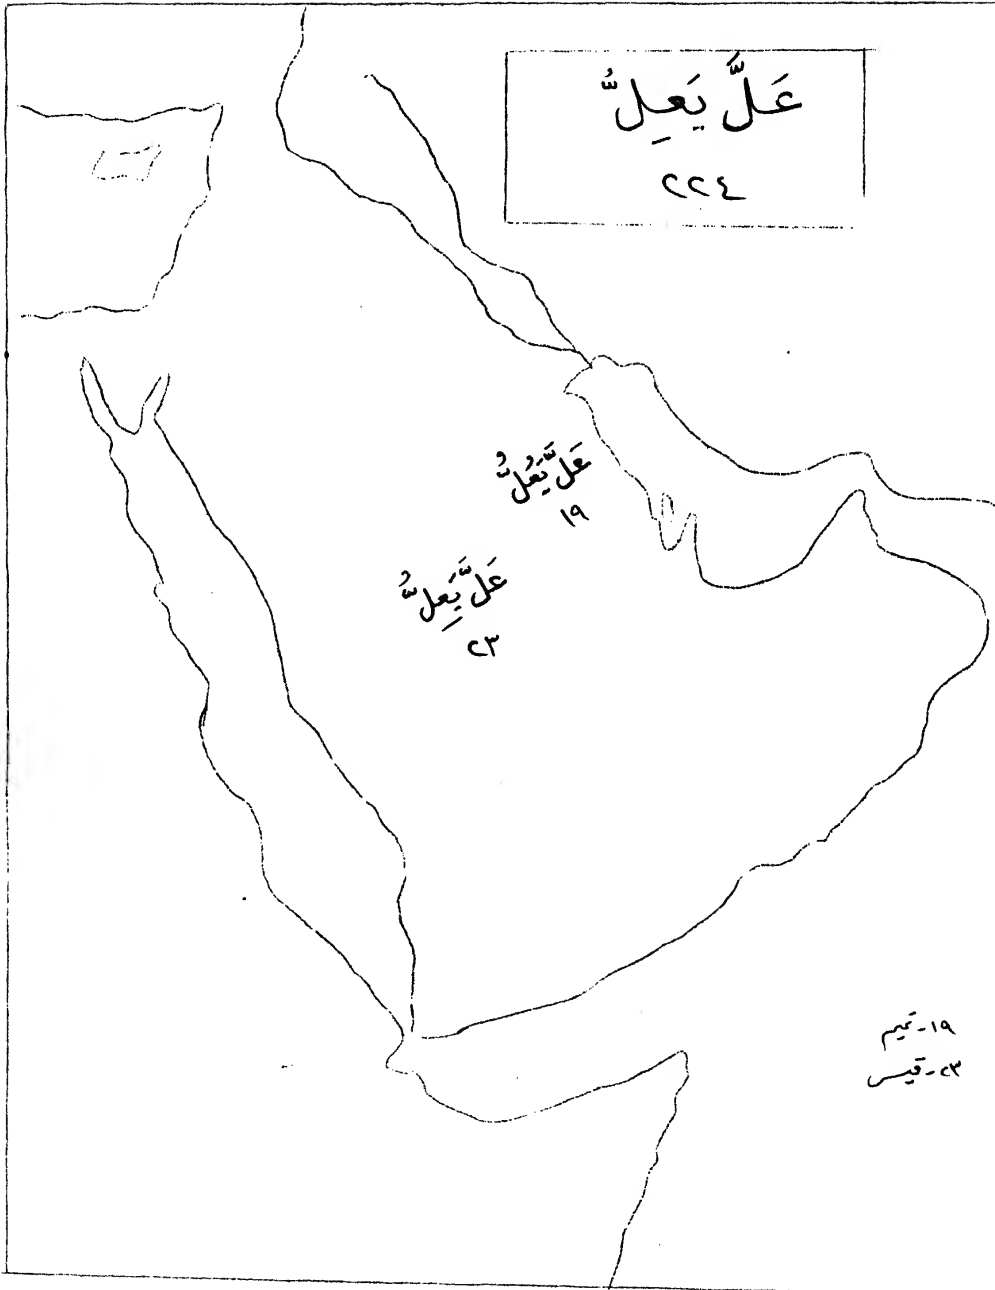 عَلَّ يَعِلُّ
٢٢٤
عَلَّ يَعُلُّ
١٩
عَلَّ يَعِلُّ
٢٣
١٩- تميم
٢٣- قيس